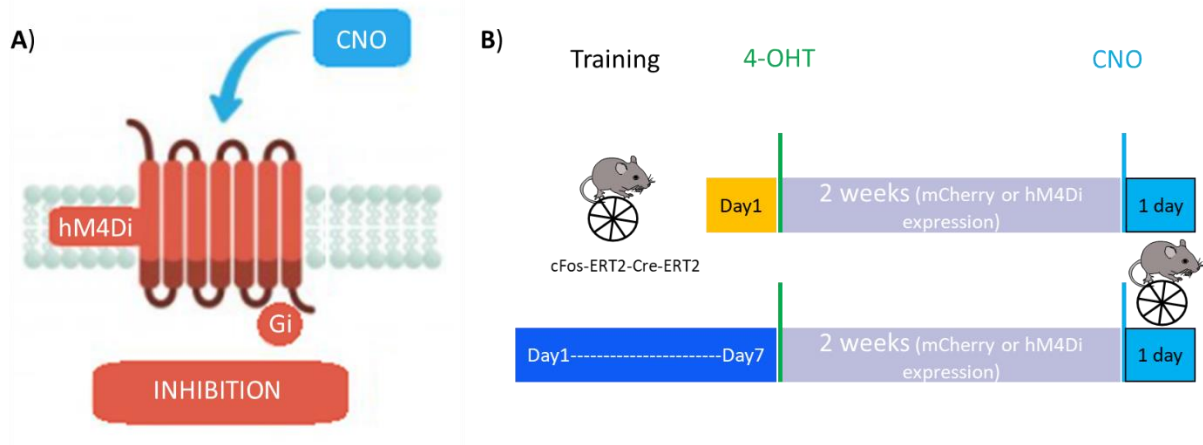 A)
CNO
hM4Di
Gi
INHIBITION
B)
Training
4-OHT
CNO
cFos-ERT2-Cre-ERT2
Day1
2 weeks (mCherry or hM4Di
expression)
1 day
Day1-----------------------Day7
2 weeks (mCherry or hM4Di
expression)
1 day